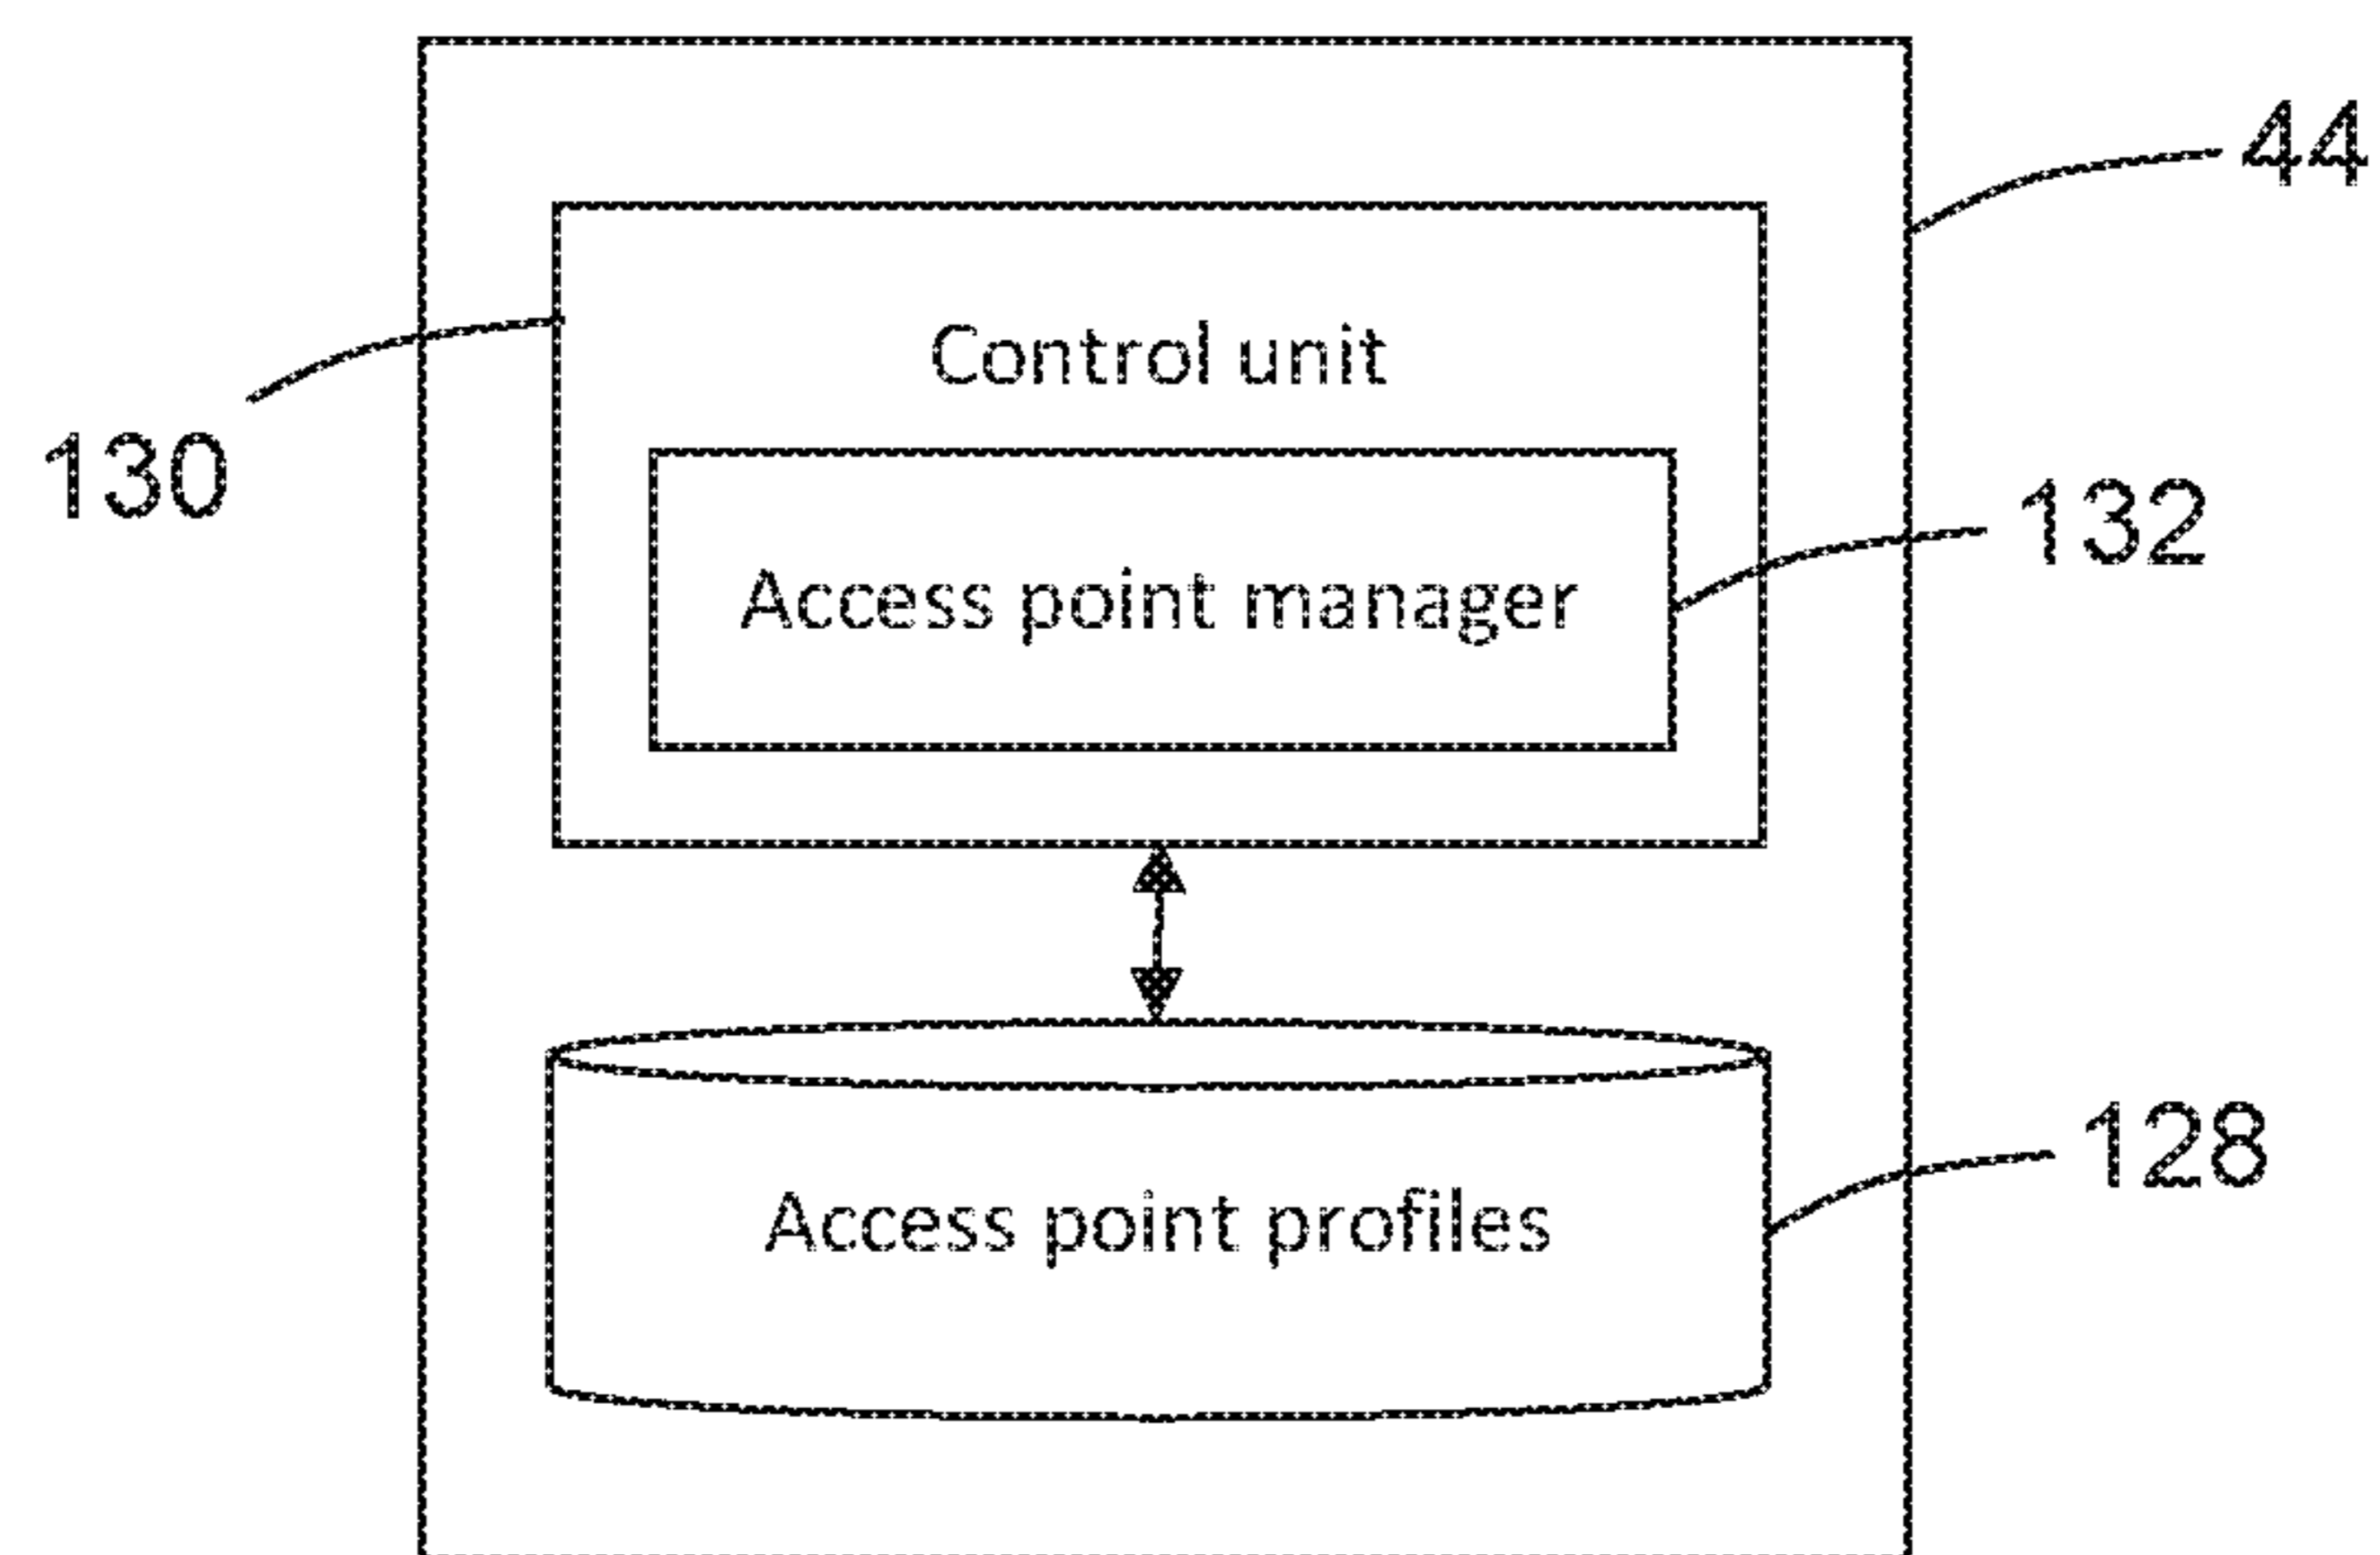 44
Control unit
130
132
Access point manager
128
Access point profiles